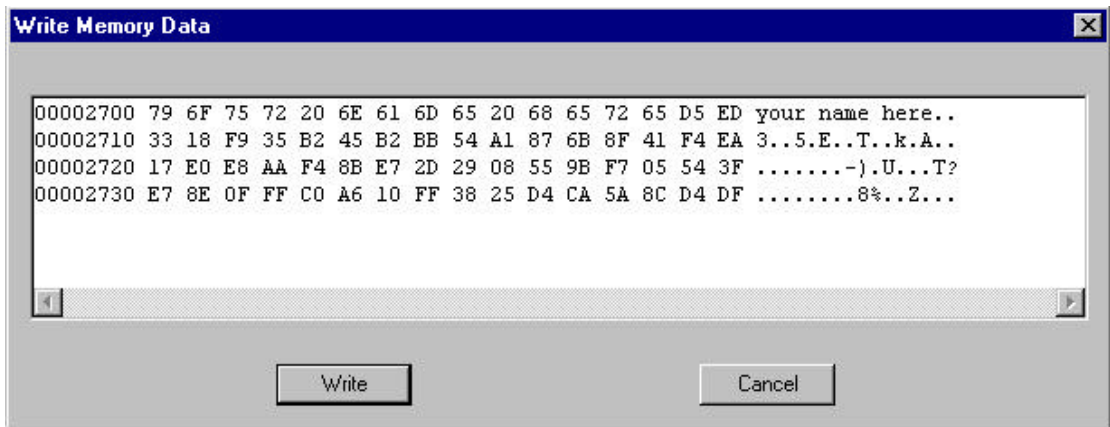 Write Memory Data
00002700 79 6F 75 72 20 6E 61 6D 65 20 68 65 72 65 D5 ED your name here..
00002710 33 18 F9 35 B2 45 B2 BB 54 A1 87 6B 8F 41 F4 EA 3..5.E..T..k.A..
00002720 17 E0 E8 AA F4 8B E7 2D 29 08 55 9B F7 05 54 3F .......-).U...T?
00002730 E7 8E 0F FF C0 A6 10 FF 38 25 D4 CA 5A 8C D4 DF ........8%..Z...
Write Cancel